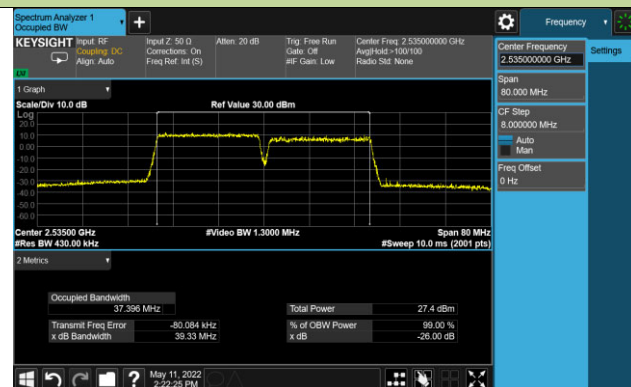 Spectrum Analyzer 1
Occupied BW
+
Frequency
KEYSIGHT
Input: RF
Coupling: DC
Align: Auto
Input Z: 50 Ω
Corrections: On
Freq Ref: Int (S)
Atten: 20 dB
Trig: Free Run
Gate: Off
#IF Gain: Low
Center Freq: 2.535000000 GHz
Avg|Hold:>100/100
Radio Std: None
Center Frequency
2.535000000 GHz
Settings
Span
80.000 MHz
CF Step
8.000000 MHz
Auto
Man
Freq Offset
0 Hz
1 Graph
Scale/Div 10.0 dB
Ref Value 30.00 dBm
Log
20.0
10.0
0.00
-10.0
-20.0
-30.0
-40.0
-50.0
-60.0
Center 2.53500 GHz
#Video BW 1.3000 MHz
Span 80 MHz
#Res BW 430.00 kHz
#Sweep 10.0 ms (2001 pts)
2 Metrics
Occupied Bandwidth
37.396 MHz
Total Power
27.4 dBm
Transmit Freq Error
-80.084 kHz
% of OBW Power
99.00 %
x dB Bandwidth
39.33 MHz
x dB
-26.00 dB
?
May 11, 2022
2:22:25 PM